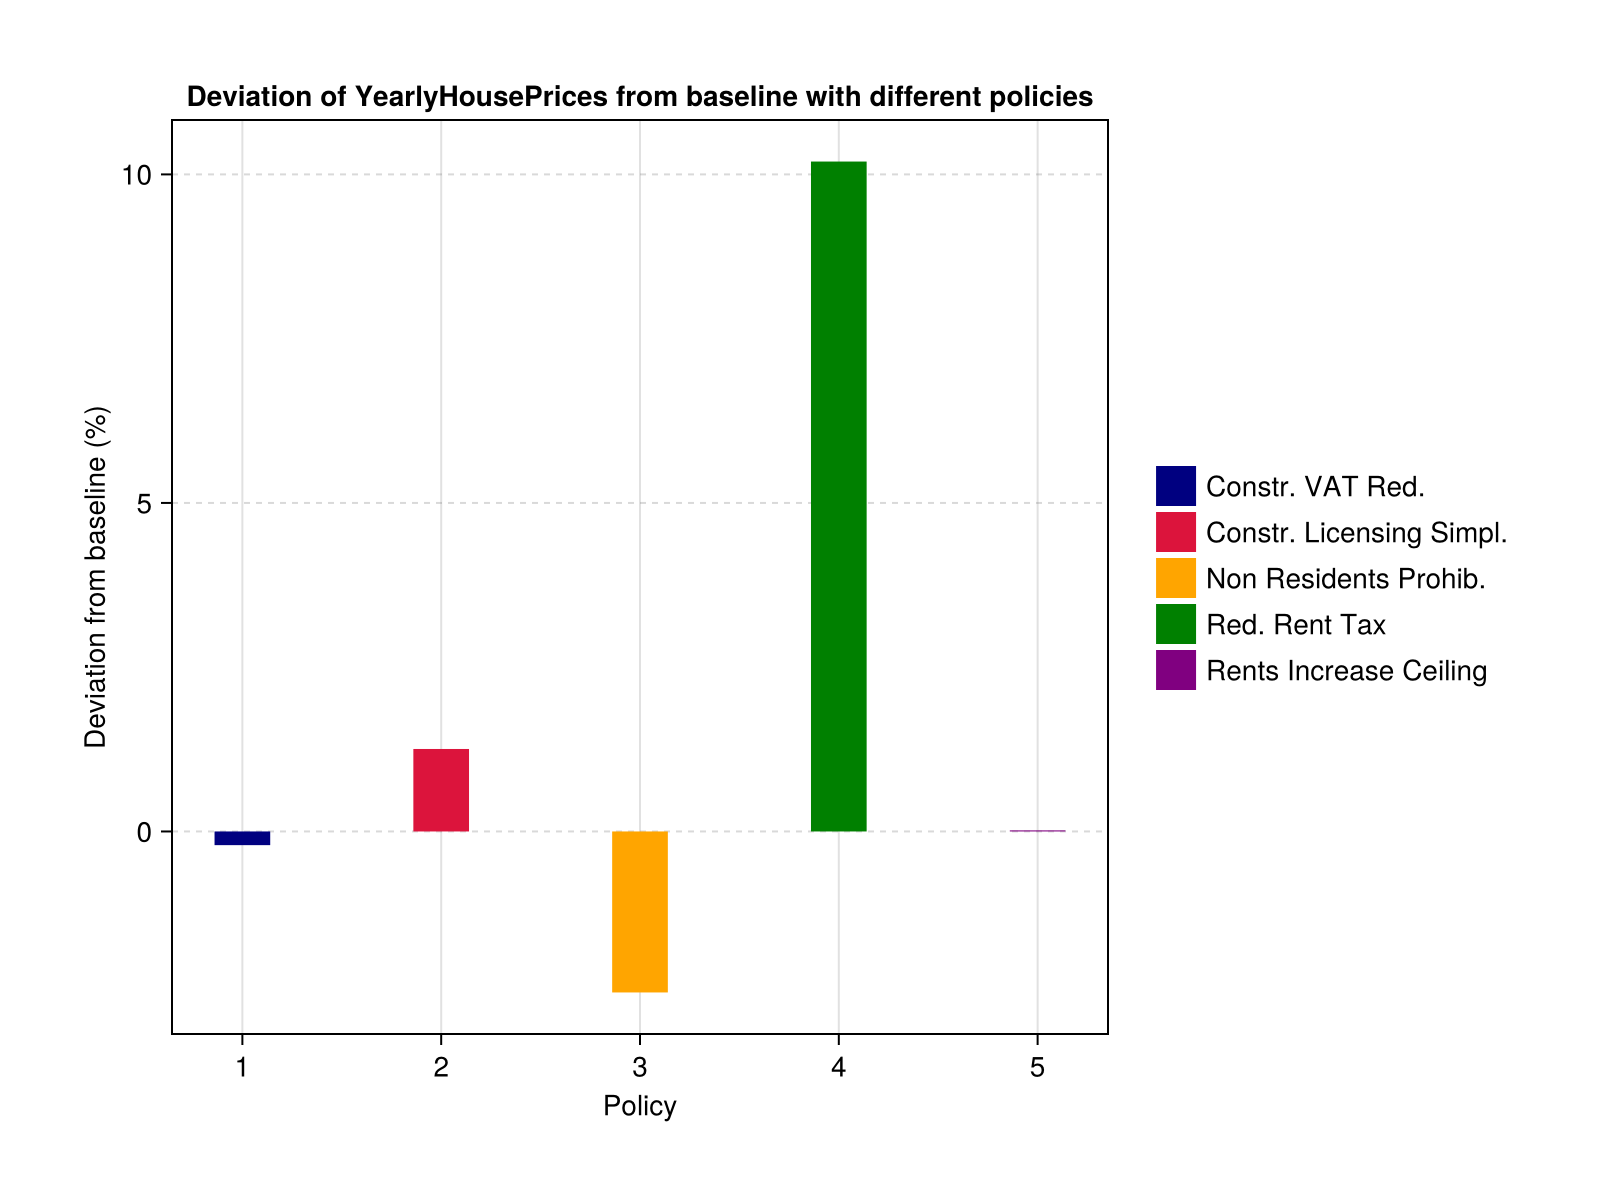 Deviation of YearlyHousePrices from baseline with different policies
Deviation from baseline (%)
10
5
0
1 2 3 4 5
Policy
Constr. VAT Red.
Constr. Licensing Simpl.
Non Residents Prohib.
Red. Rent Tax
Rents Increase Ceiling